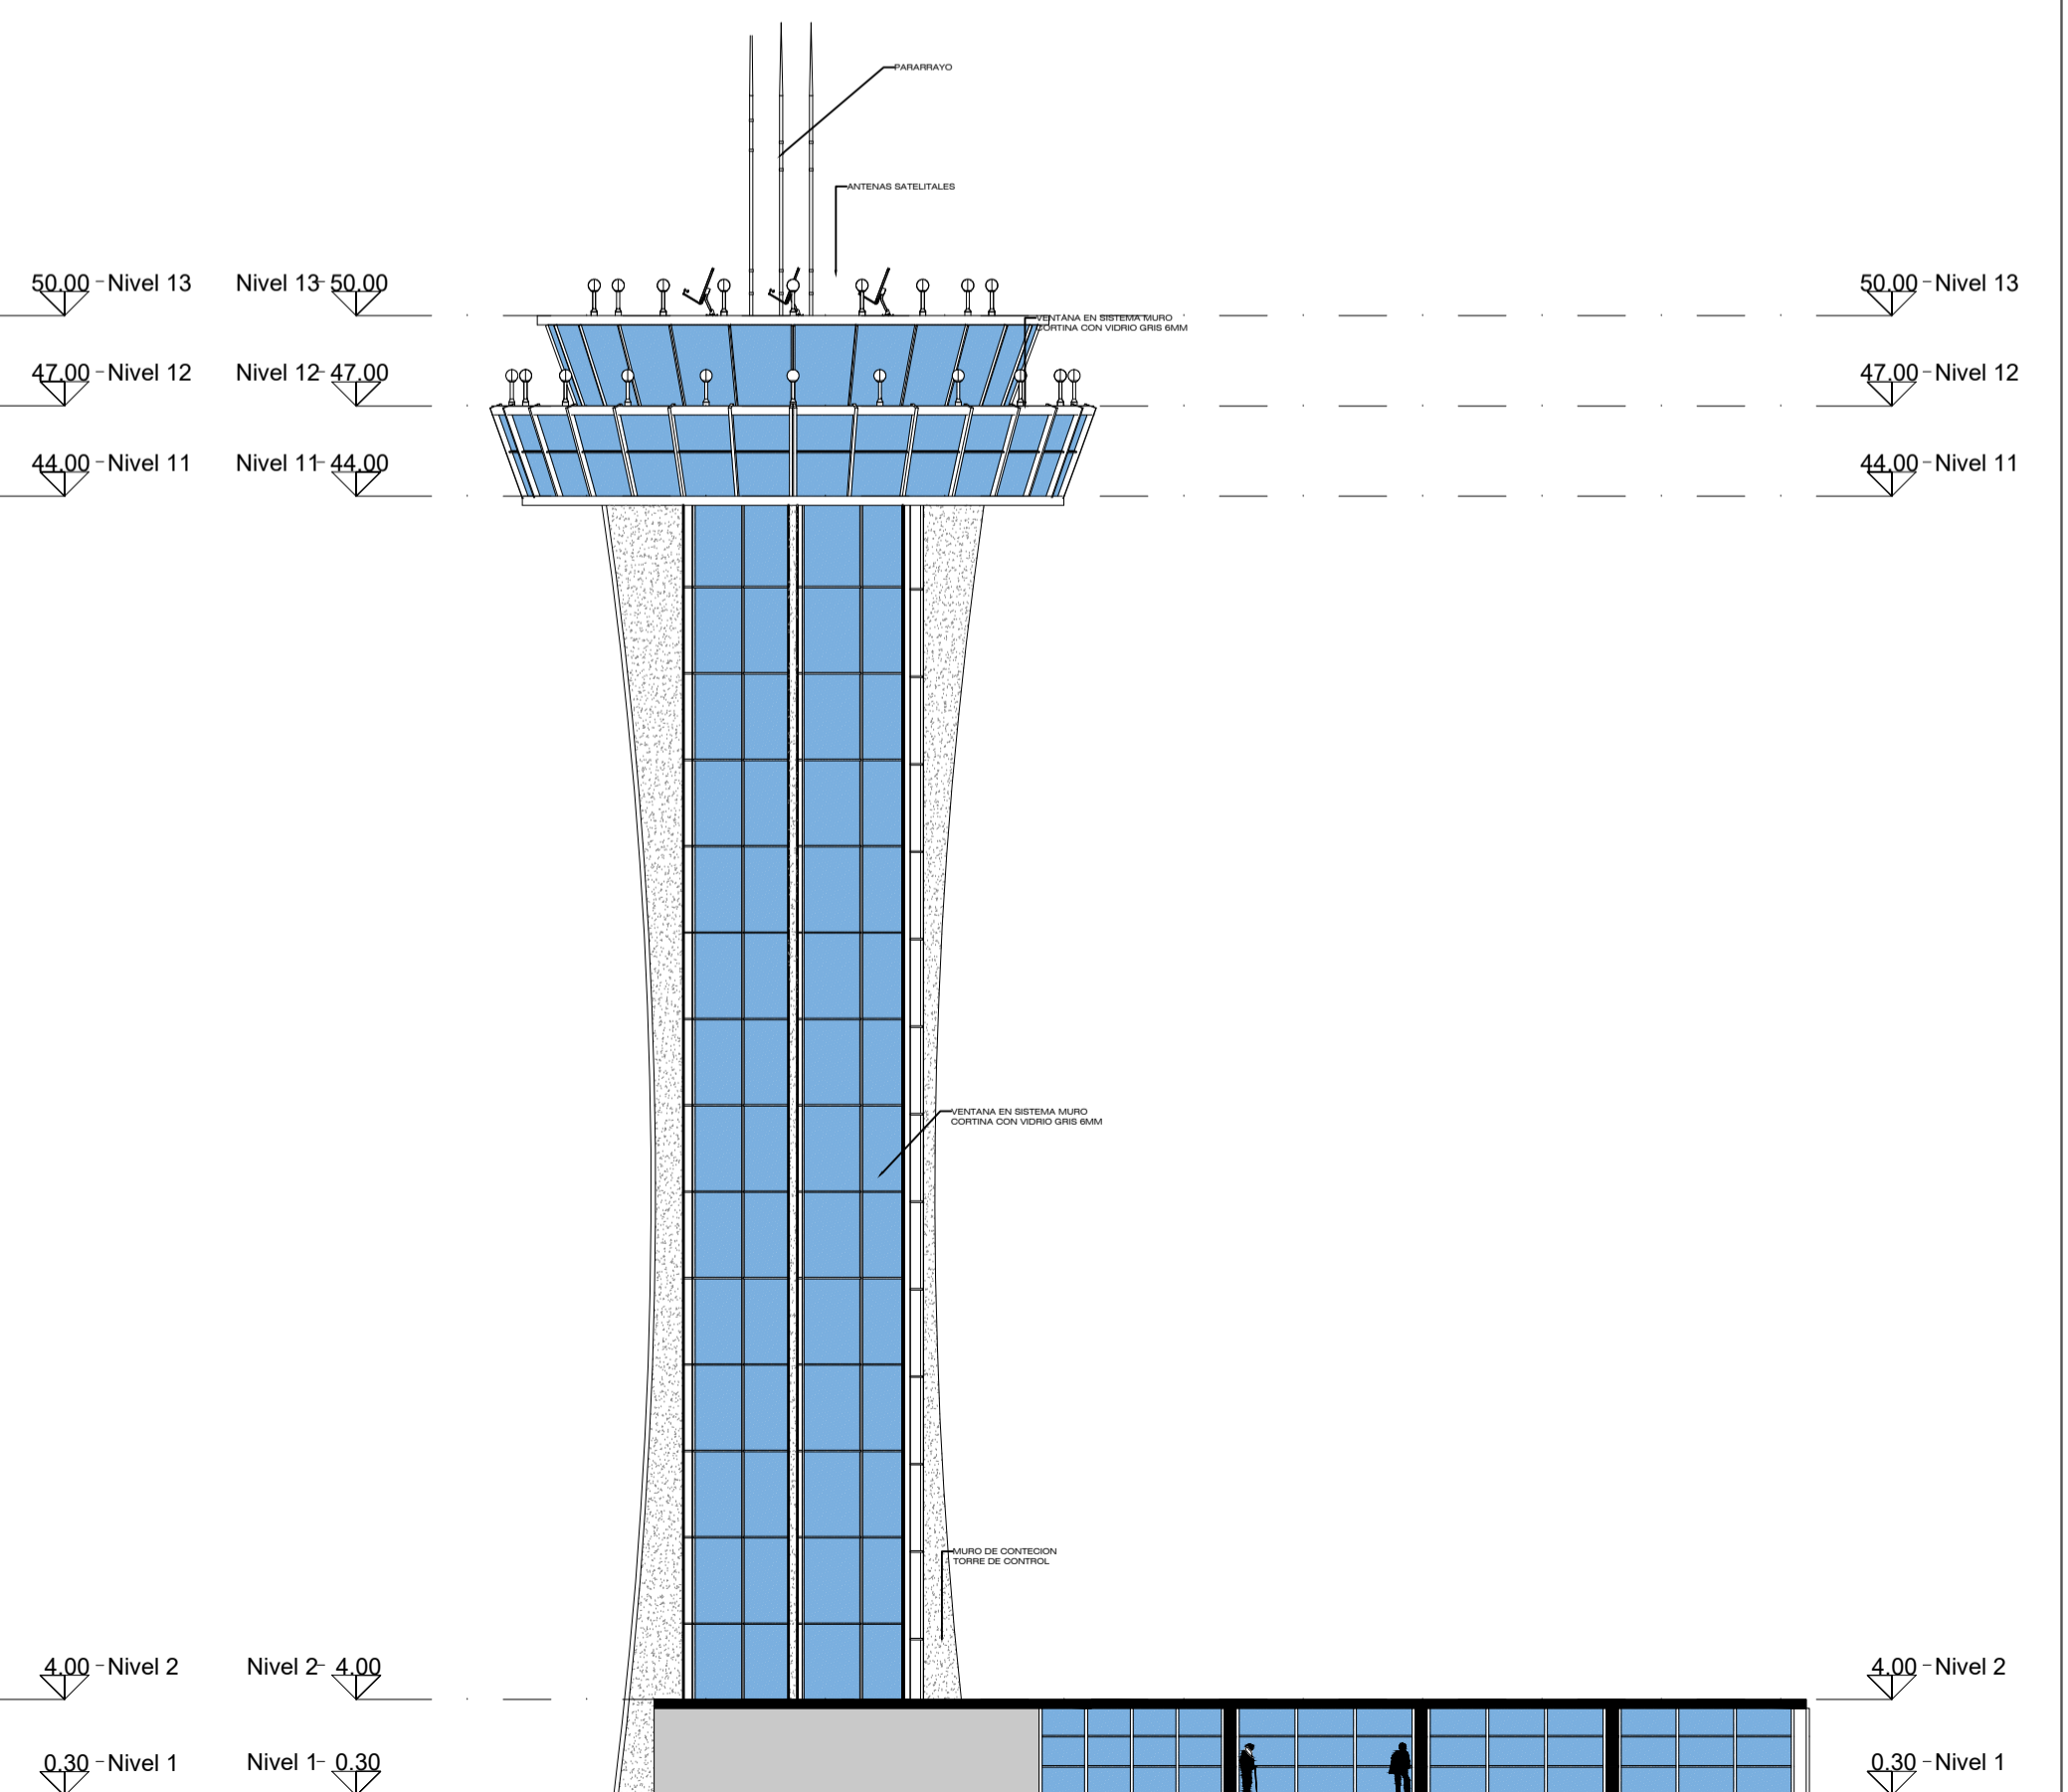 PARARRAYO
ANTENAS SATELITALES
50.00 Nivel 13 Nivel 13 50.00 50.00 Nivel 13
VENTANA EN SISTEMA MURO
CORTINA CON VIDRIO GRIS 6MM
47.00 Nivel 12 Nivel 12 47.00 47.00 Nivel 12
44.00 Nivel 11 Nivel 11 44.00 44.00 Nivel 11
VENTANA EN SISTEMA MURO
CORTINA CON VIDRIO GRIS 6MM
MURO DE CONTECION
TORRE DE CONTROL
4.00 Nivel 2 Nivel 2 4.00 4.00 Nivel 2
0.30 Nivel 1 Nivel 1 0.30 0.30 Nivel 1